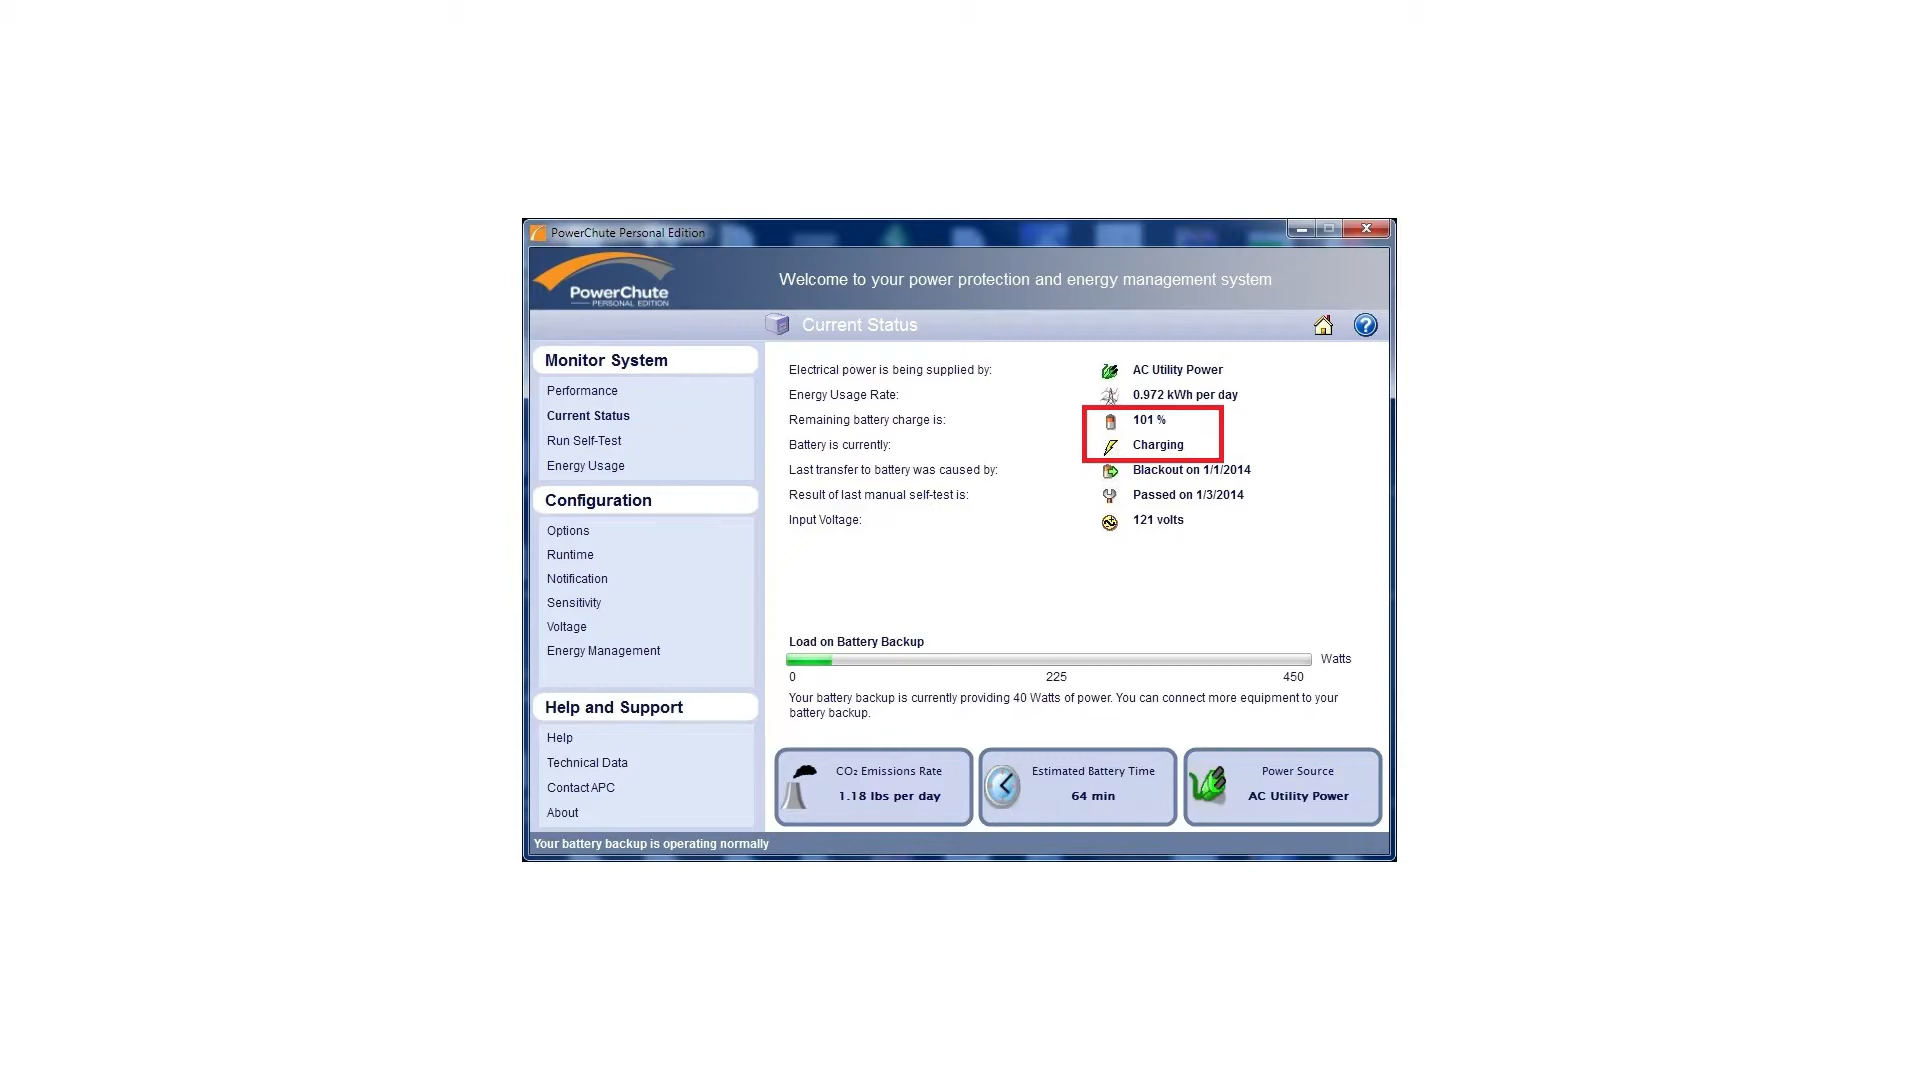 PowerChute Personal Edition
PowerChute
PERSONAL EDITION
Welcome to your power protection and energy management system
Current Status
Monitor System
Performance
Current Status
Run Self-Test
Energy Usage
Configuration
Options
Runtime
Notification
Sensitivity
Voltage
Energy Management
Help and Support
Help
Technical Data
Contact APC
About
Electrical power is being supplied by: AC Utility Power
Energy Usage Rate: 0.972 kWh per day
Remaining battery charge is: 101 %
Battery is currently: Charging
Last transfer to battery was caused by: Blackout on 1/1/2014
Result of last manual self-test is: Passed on 1/3/2014
Input Voltage: 121 volts
Load on Battery Backup
Watts
0 225 450
Your battery backup is currently providing 40 Watts of power. You can connect more equipment to your
battery backup.
CO₂ Emissions Rate
1.18 lbs per day
Estimated Battery Time
64 min
Power Source
AC Utility Power
Your battery backup is operating normally